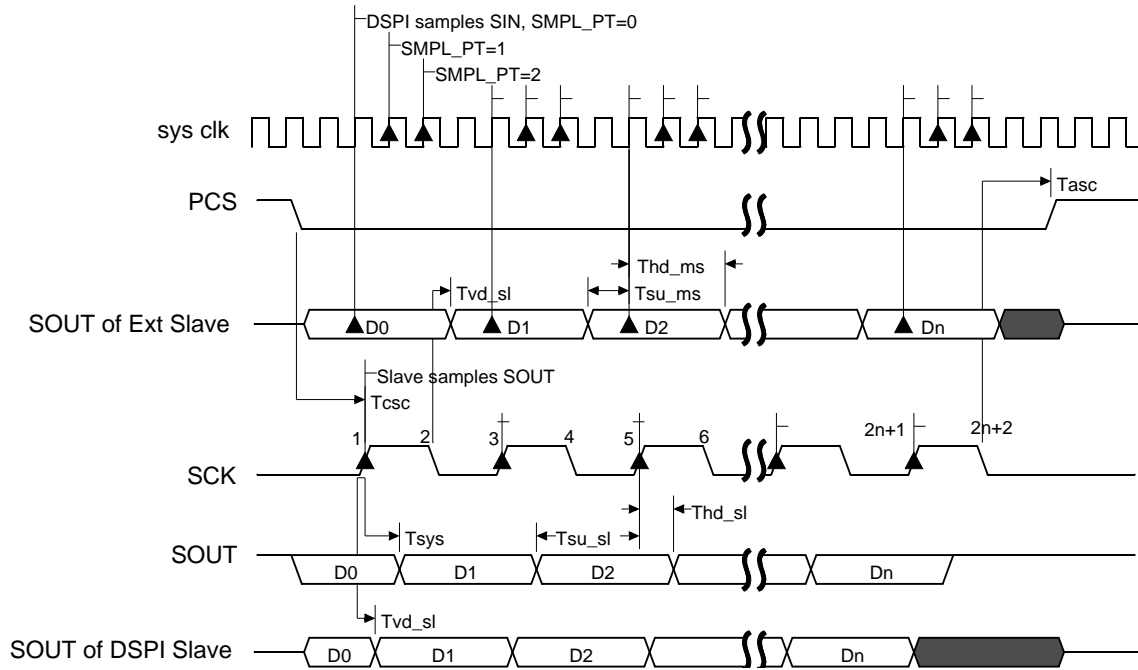 DSPI samples SIN, SMPL_PT=0
SMPL_PT=1
SMPL_PT=2
sys clk
PCS
Tasc
Thd_ms
Tvd_sl
Tsu_ms
SOUT of Ext Slave
D0
D1
D2
Dn
Slave samples SOUT
Tcsc
1
2
3
4
5
6
2n+1
2n+2
SCK
Thd_sl
Tsys
Tsu_sl
SOUT
D0
D1
D2
Dn
Tvd_sl
SOUT of DSPI Slave
D0
D1
D2
Dn